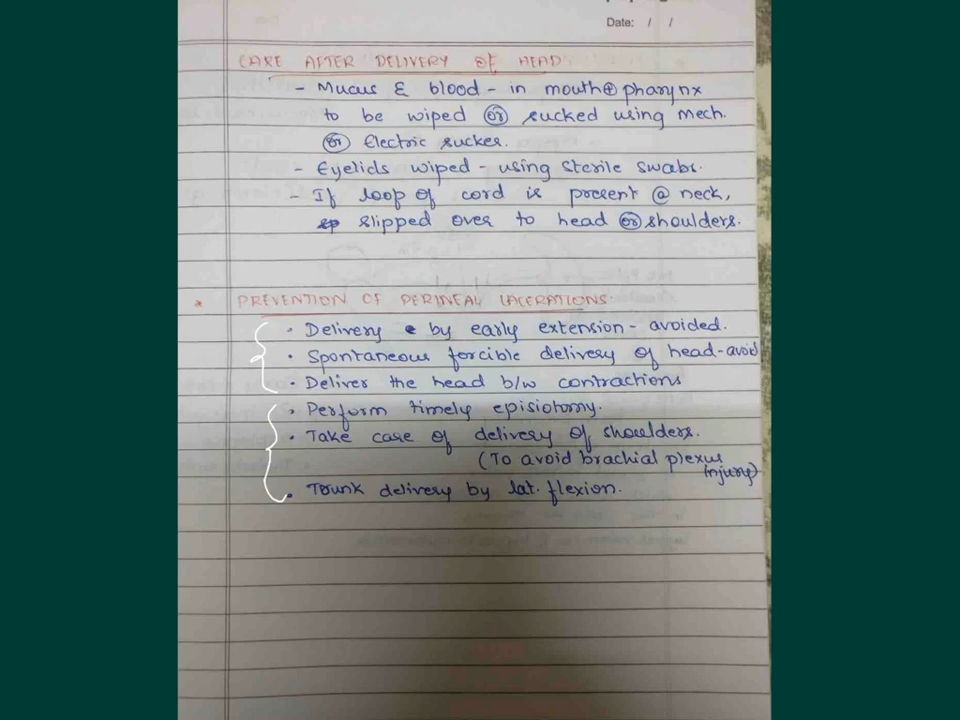 Date: / /
CARE AFTER DELIVERY Of HEAD
- Mucus & blood - in mouth ⊕ pharynx
to be wiped (or) sucked using mech.
(or) Electric sucker.
- Eyelids wiped - using sterile swabs.
- If loop of cord is present @ neck,
slipped over to head (or) shoulders.
* PREVENTION OF PERINEAL LACERATIONS.
• Delivery by early extension - avoided.
• Spontaneous forcible delivery of head - avoid
• Deliver the head b/w contractions
• Perform timely episiotomy.
• Take care of delivery of shoulders.
(To avoid brachial plexus
injury)
• Trunk delivery by lat. flexion.